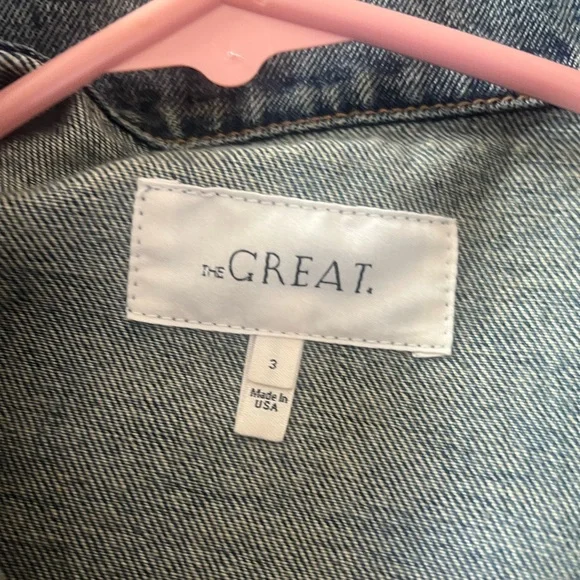 THE GREAT.
3
Made In
USA